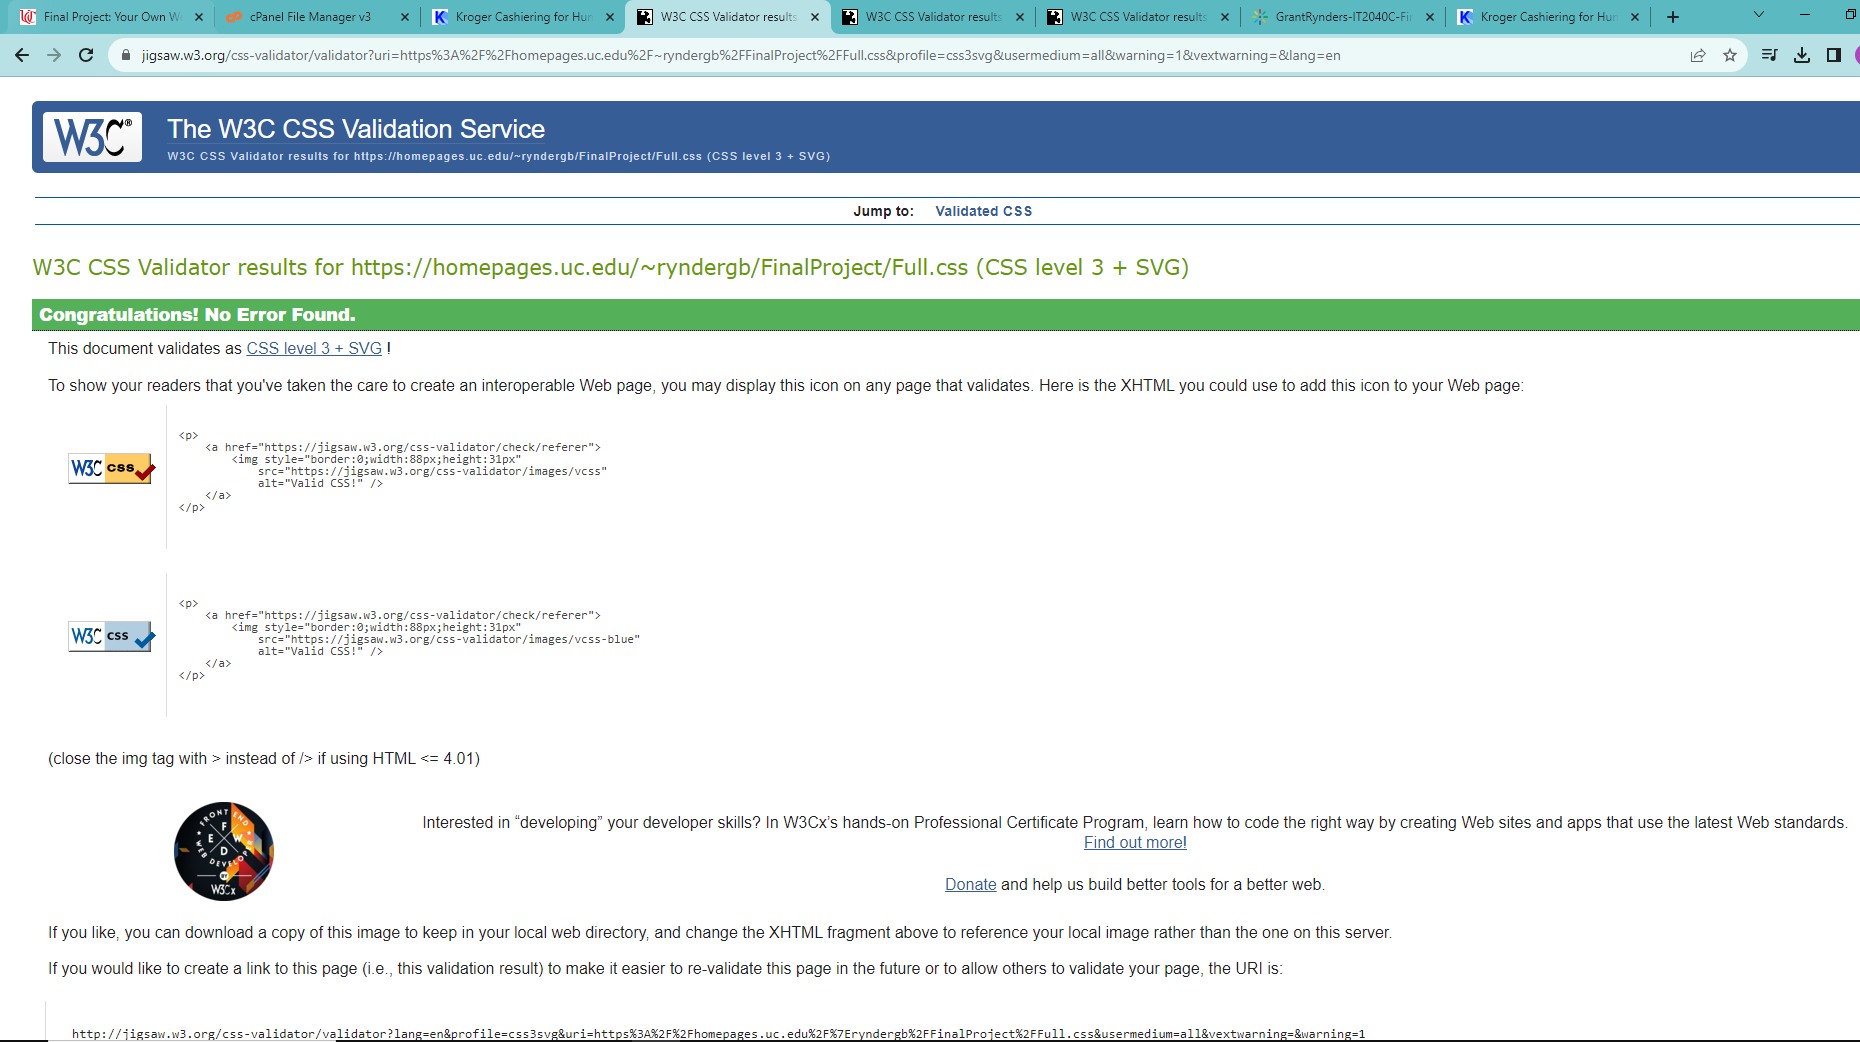 Final Project: Your Own W
cPanel File Manager v3
Kroger Cashiering for Hun
W3C CSS Validator results
W3C CSS Validator results
W3C CSS Validator results
GrantRynders-IT2040C-Fi
Kroger Cashiering for Hun
jigsaw.w3.org/css-validator/validator?uri=https%3A%2F%2Fhomepages.uc.edu%2F~ryndergb%2FFinalProject%2FFull.css&profile=css3svg&usermedium=all&warning=1&vextwarning=&lang=en
W3C®
The W3C CSS Validation Service
W3C CSS Validator results for https://homepages.uc.edu/~ryndergb/FinalProject/Full.css (CSS level 3 + SVG)
Jump to: Validated CSS
W3C CSS Validator results for https://homepages.uc.edu/~ryndergb/FinalProject/Full.css (CSS level 3 + SVG)
Congratulations! No Error Found.
This document validates as CSS level 3 + SVG !
To show your readers that you've taken the care to create an interoperable Web page, you may display this icon on any page that validates. Here is the XHTML you could use to add this icon to your Web page:
W3C css
<p>
<a href="https://jigsaw.w3.org/css-validator/check/referer">
<img style="border:0;width:88px;height:31px"
src="https://jigsaw.w3.org/css-validator/images/vcss"
alt="Valid CSS!" />
</a>
</p>
W3C css
<p>
<a href="https://jigsaw.w3.org/css-validator/check/referer">
<img style="border:0;width:88px;height:31px"
src="https://jigsaw.w3.org/css-validator/images/vcss-blue"
alt="Valid CSS!" />
</a>
</p>
(close the img tag with > instead of /> if using HTML <= 4.01)
FRONT END
F
E W
D
WEB DEVELOPER
BY
W3Cx
Interested in “developing” your developer skills? In W3Cx’s hands-on Professional Certificate Program, learn how to code the right way by creating Web sites and apps that use the latest Web standards.
Find out more!
Donate and help us build better tools for a better web.
If you like, you can download a copy of this image to keep in your local web directory, and change the XHTML fragment above to reference your local image rather than the one on this server.
If you would like to create a link to this page (i.e., this validation result) to make it easier to re-validate this page in the future or to allow others to validate your page, the URI is:
http://jigsaw.w3.org/css-validator/validator?lang=en&profile=css3svg&uri=https%3A%2F%2Fhomepages.uc.edu%2F%7Eryndergb%2FFinalProject%2FFull.css&usermedium=all&vextwarning=&warning=1